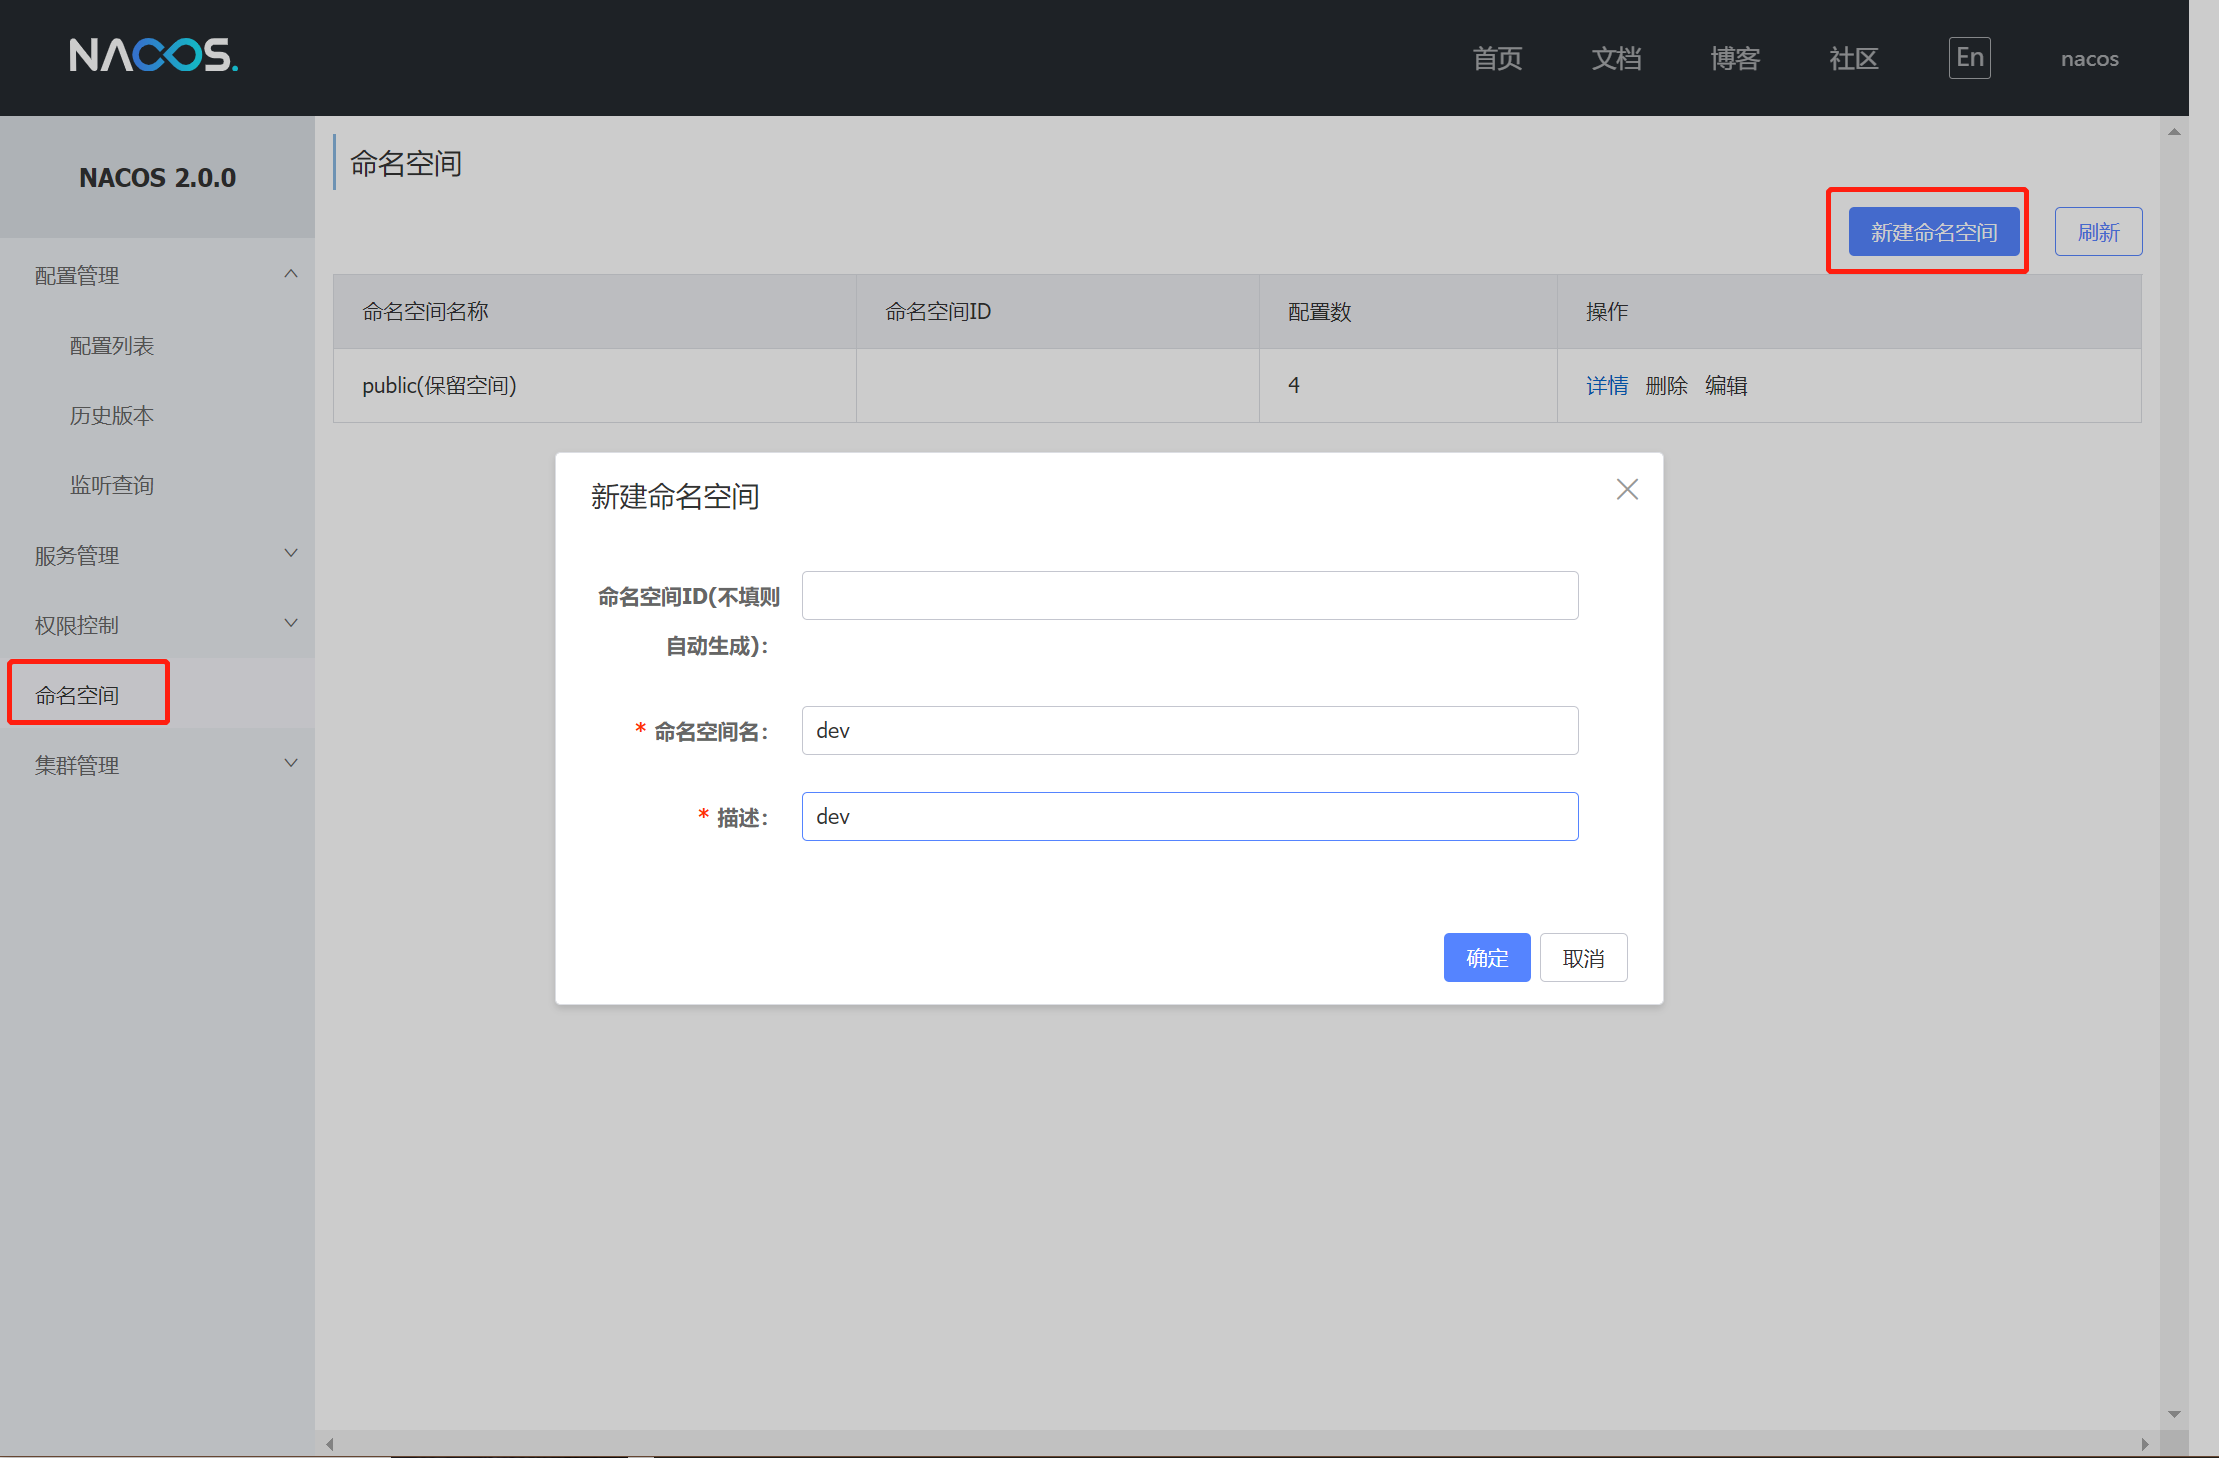 NACOS.
首页
文档
博客
社区
En
nacos
NACOS 2.0.0
配置管理
配置列表
历史版本
监听查询
服务管理
权限控制
命名空间
集群管理
命名空间
新建命名空间
刷新
命名空间名称
命名空间ID
配置数
操作
public(保留空间)
4
详情
删除
编辑
新建命名空间
命名空间ID(不填则
自动生成):
* 命名空间名:
dev
* 描述:
dev
确定
取消